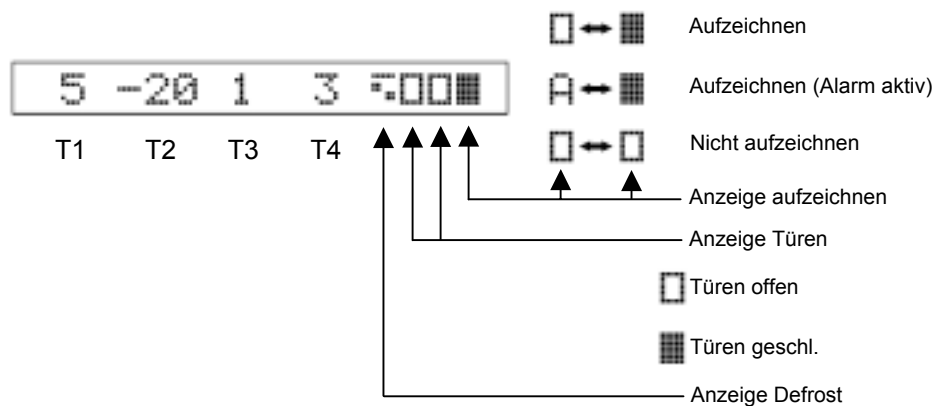 Aufzeichnen
5 -20 1 3
A
Aufzeichnen (Alarm aktiv)
T1 T2 T3 T4
Nicht aufzeichnen
Anzeige aufzeichnen
Anzeige Türen
Türen offen
Türen geschl.
Anzeige Defrost